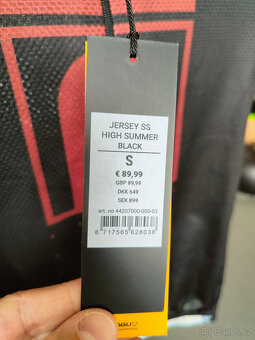 JERSEY SS
HIGH SUMMER
BLACK
S
€ 89,99
GBP 89,99
DKK 649
SEK 899
art. no 44207000-000-03
8 717565 628038